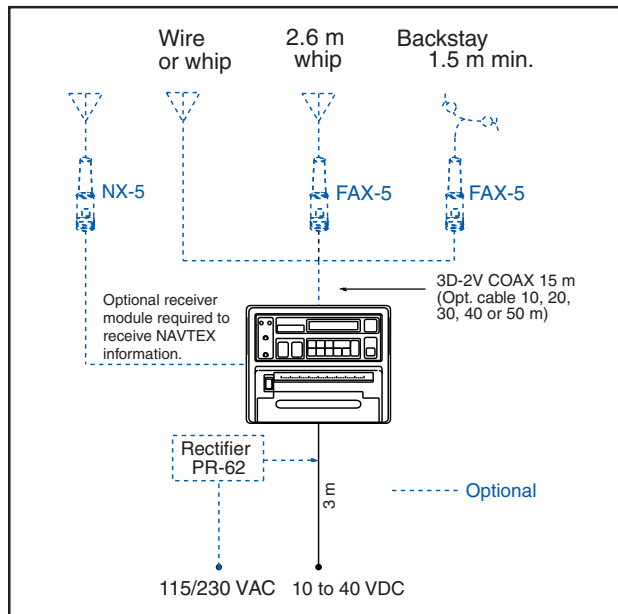 Wire
or whip
2.6 m
whip
Backstay
1.5 m min.
NX-5
FAX-5
FAX-5
3D-2V COAX 15 m
(Opt. cable 10, 20,
30, 40 or 50 m)
Optional receiver
module required to
receive NAVTEX
information.
Rectifier
PR-62
3 m
Optional
115/230 VAC
10 to 40 VDC